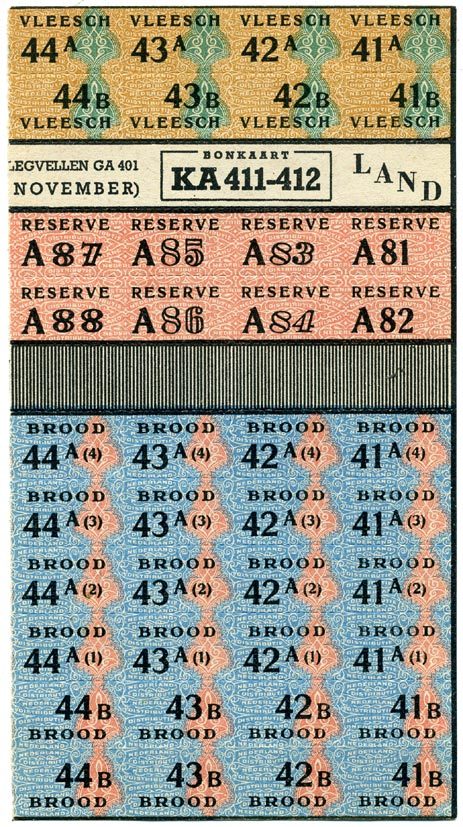 VLEESCH VLEESCH VLEESCH VLEESCH
44A 43A 42A 41A
44B 43B 42B 41B
VLEESCH VLEESCH VLEESCH VLEESCH
LEGVELLEN GA 401
NOVEMBER)
BONKAART
KA 411-412
LAND
RESERVE RESERVE RESERVE RESERVE
A87 A85 A83 A81
RESERVE RESERVE RESERVE RESERVE
A88 A86 A84 A82
BROOD BROOD BROOD BROOD
44A(4) 43A(4) 42A(4) 41A(4)
BROOD BROOD BROOD BROOD
44A(3) 43A(3) 42A(3) 41A(3)
BROOD BROOD BROOD BROOD
44A(2) 43A(2) 42A(2) 41A(2)
BROOD BROOD BROOD BROOD
44A(1) 43A(1) 42A(1) 41A(1)
44B 43B 42B 41B
BROOD BROOD BROOD BROOD
44B 43B 42B 41B
BROOD BROOD BROOD BROOD